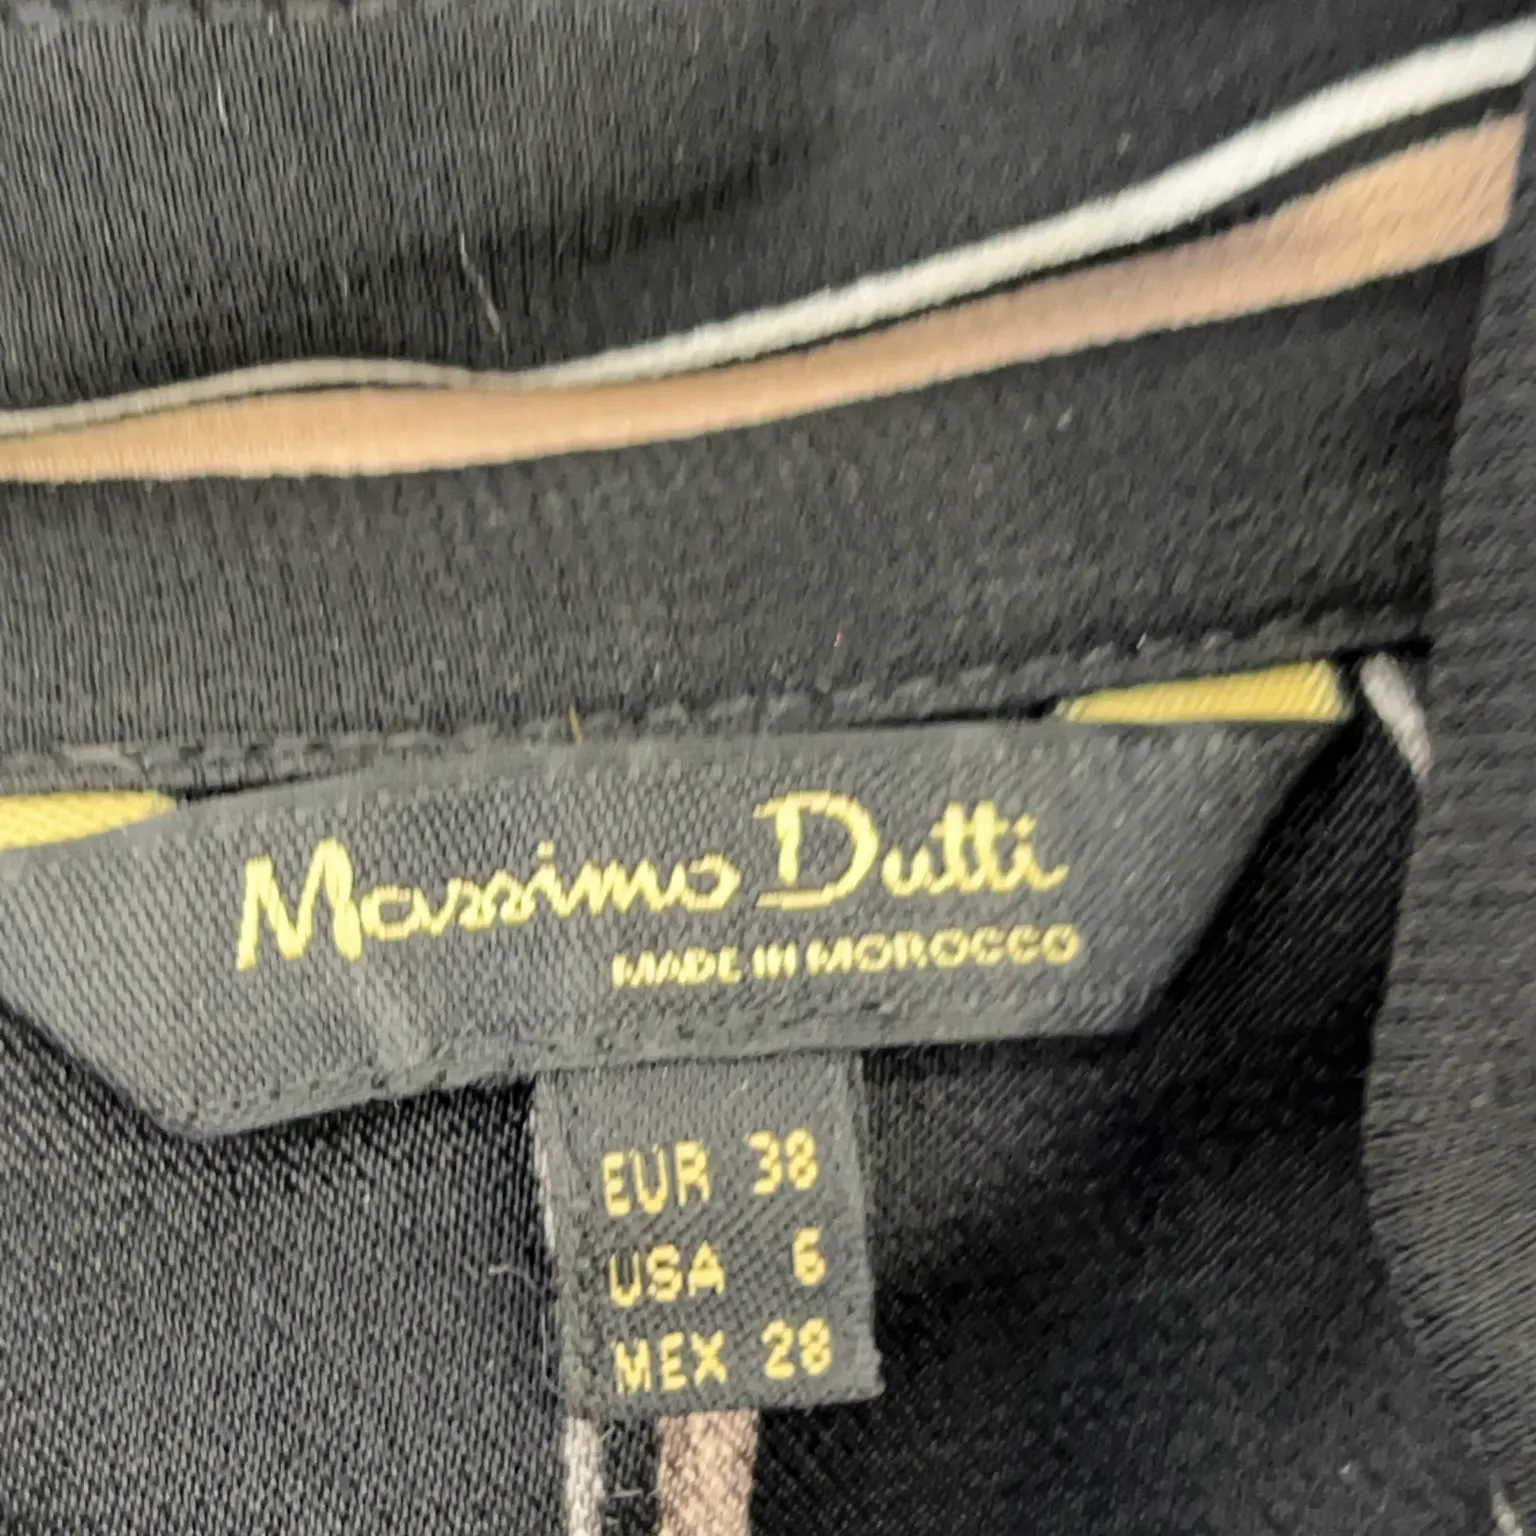 Massimo Dutti
MADE IN MOROCCO
EUR 38
USA 6
MEX 28